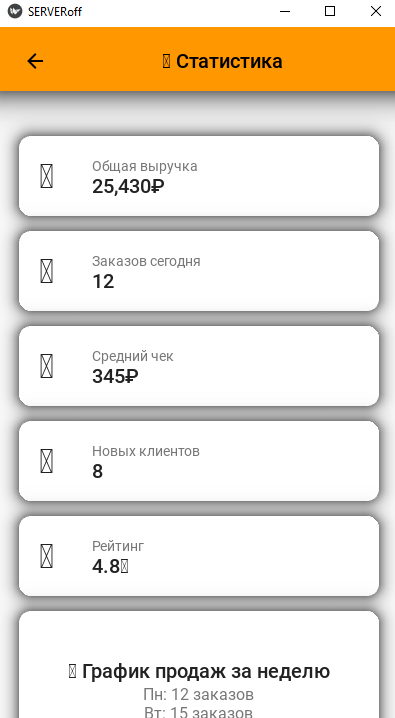 SERVERoff
Статистика
Общая выручка
25,430₽
Заказов сегодня
12
Средний чек
345₽
Новых клиентов
8
Рейтинг
4.8
График продаж за неделю
Пн: 12 заказов
Вт: 15 заказов